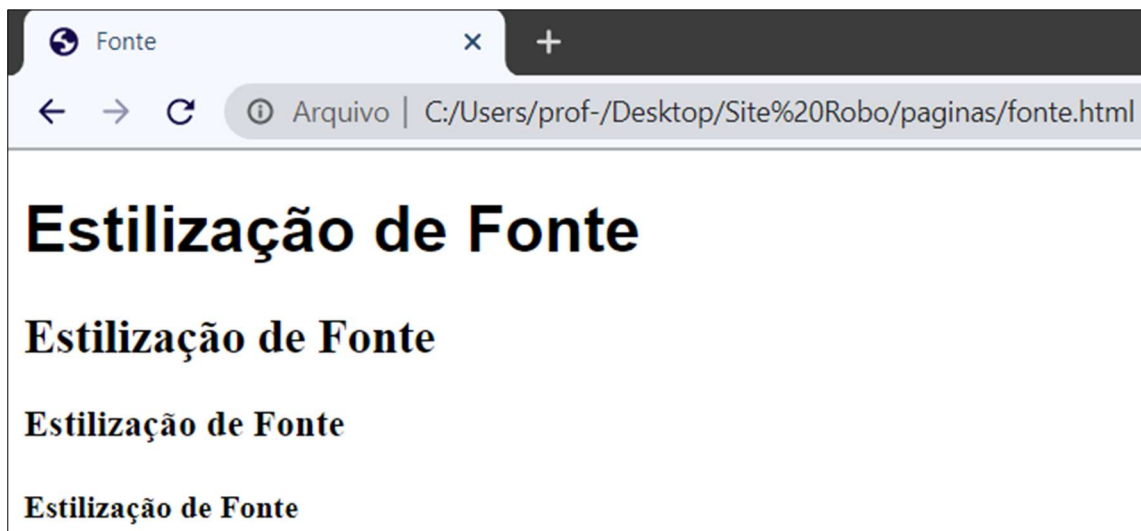 Fonte
Arquivo | C:/Users/prof-/Desktop/Site%20Robo/paginas/fonte.html
Estilização de Fonte
Estilização de Fonte
Estilização de Fonte
Estilização de Fonte